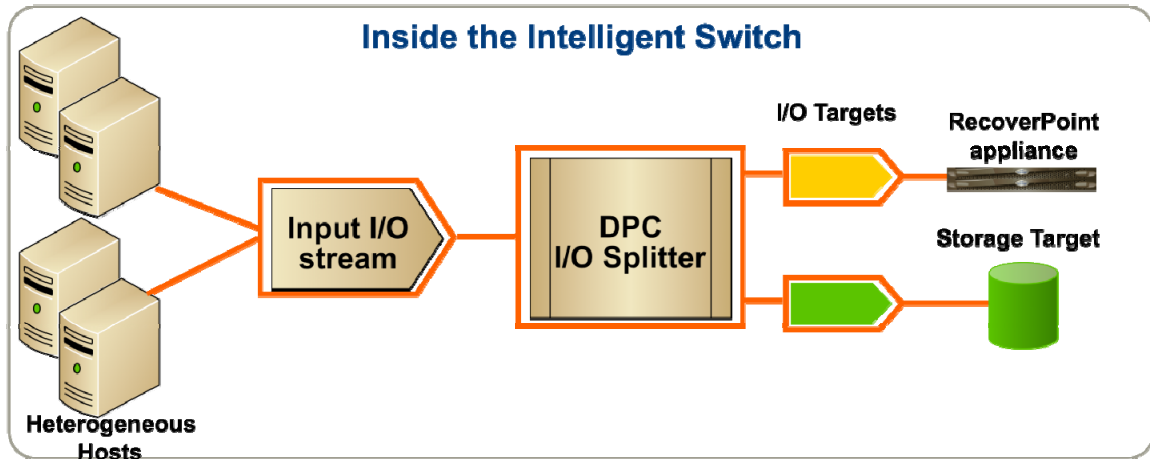 Inside the Intelligent Switch
I/O Targets
RecoverPoint
appliance
Input I/O
stream
DPC
I/O Splitter
Storage Target
Heterogeneous
Hosts